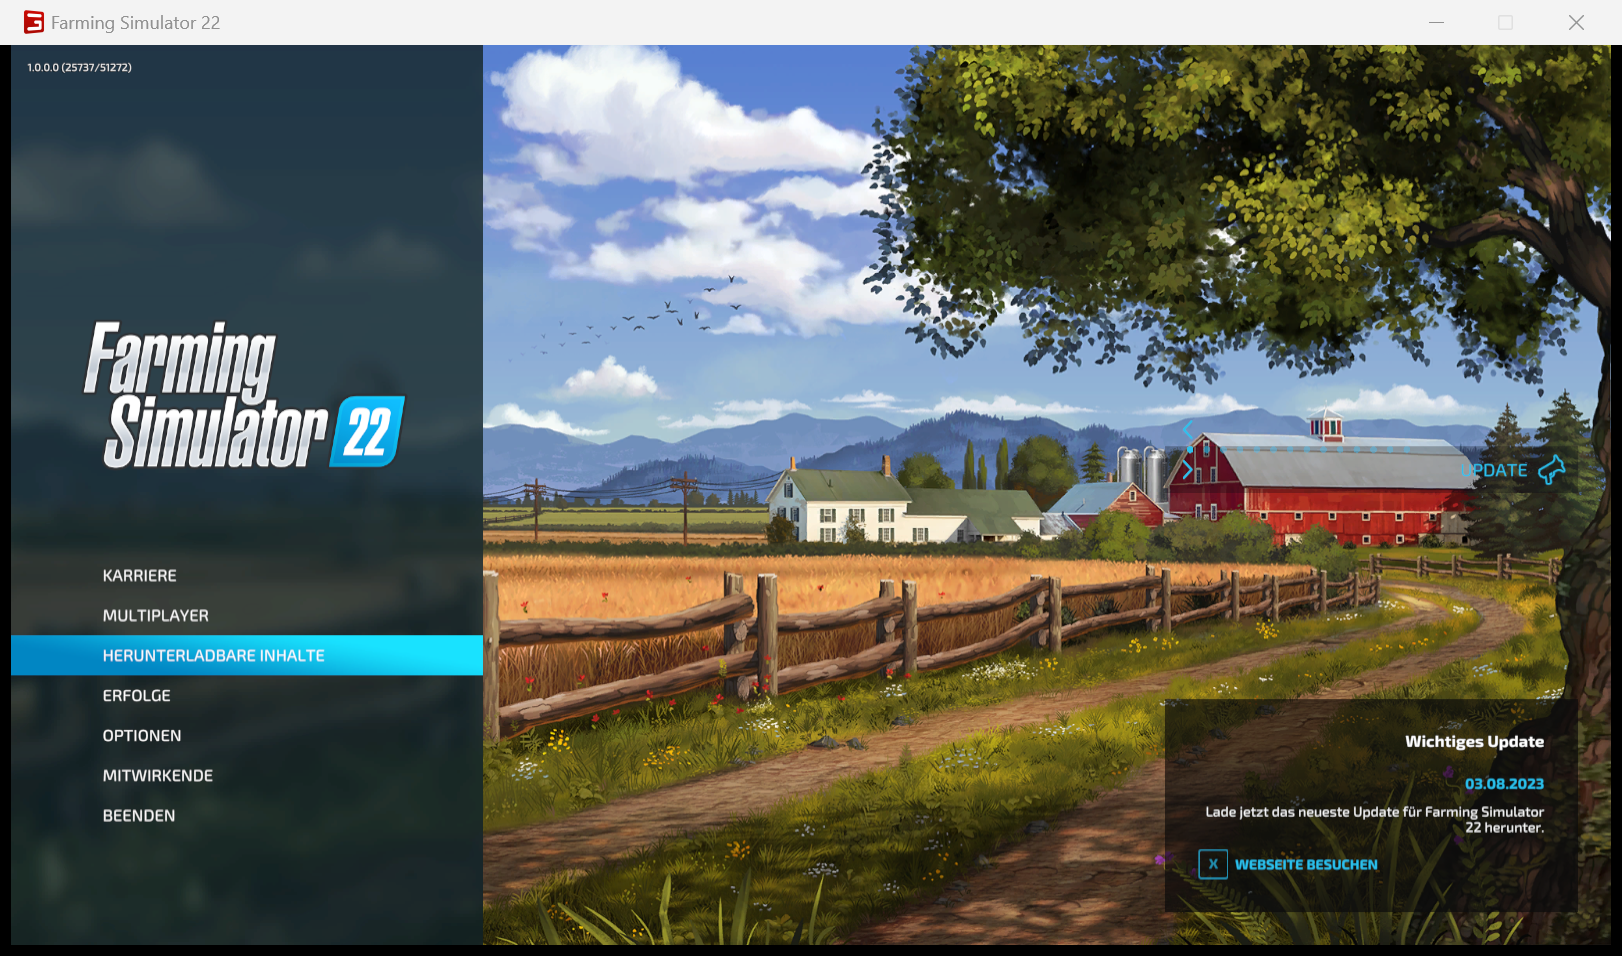 Farming Simulator 22
1.0.0.0 (25737/51272)
Farming
Simulator 22
KARRIERE
MULTIPLAYER
HERUNTERLADBARE INHALTE
ERFOLGE
OPTIONEN
MITWIRKENDE
BEENDEN
UPDATE
Wichtiges Update
03.08.2023
Lade jetzt das neueste Update für Farming Simulator
22 herunter.
X WEBSEITE BESUCHEN